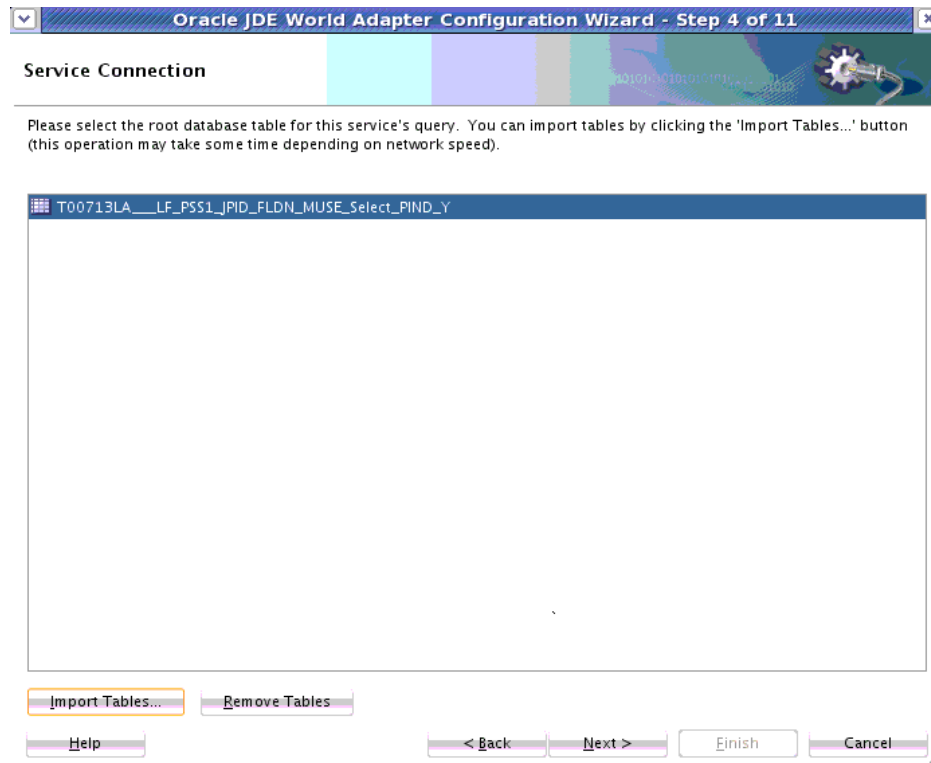 Oracle JDE World Adapter Configuration Wizard - Step 4 of 11
Service Connection
Please select the root database table for this service's query. You can import tables by clicking the 'Import Tables...' button
(this operation may take some time depending on network speed).
T00713LA___LF_PSS1_JPID_FLDN_MUSE_Select_PIND_Y
Import Tables... Remove Tables
Help < Back Next > Finish Cancel